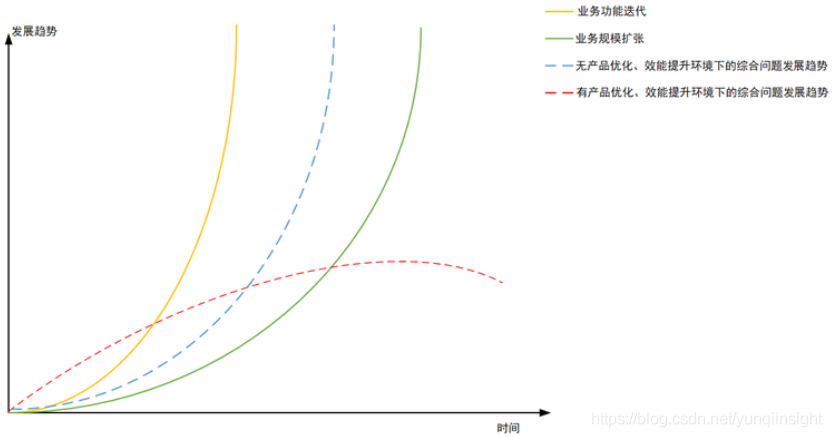 发展趋势
业务功能迭代
业务规模扩张
无产品优化、效能提升环境下的综合问题发展趋势
有产品优化、效能提升环境下的综合问题发展趋势
时间
https://blog.csdn.net/yunqiinsight